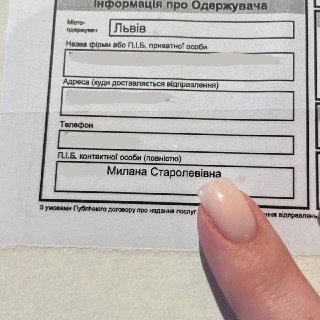 Інформація про Одержувача
Місто-
одержувач
Львів
Назва фірми або П.І.Б. приватної особи
Адреса (куди доставляється відправлення)
Телефон
П.І.Б. контактної особи (повністю)
Милана Старолевівна
З умовами Публічного договору про надання послуг
відправлень